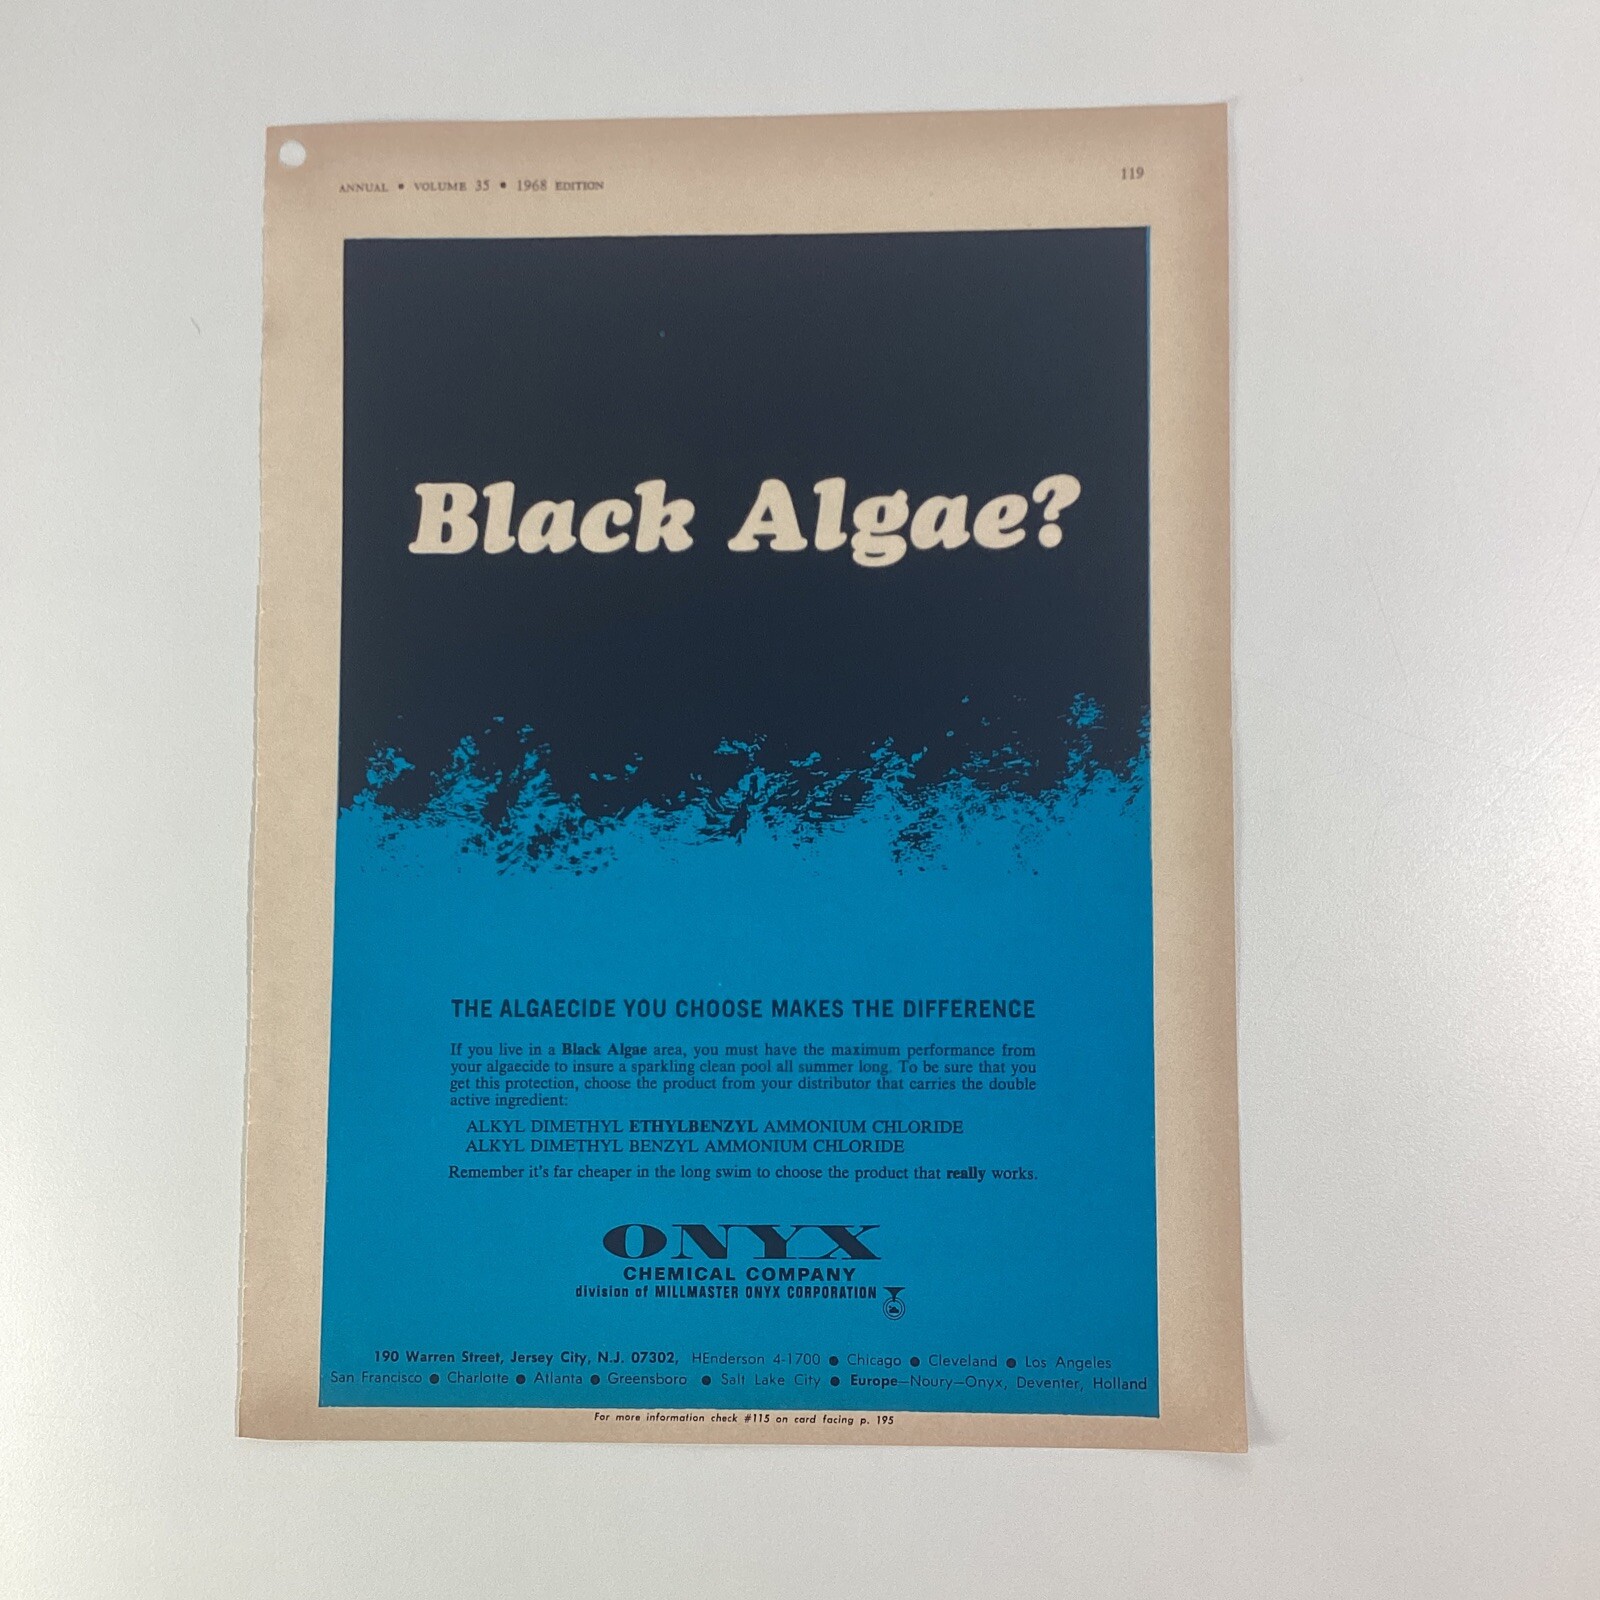 ANNUAL • VOLUME 35 • 1968 EDITION
119
Black Algae?
THE ALGAECIDE YOU CHOOSE MAKES THE DIFFERENCE
If you live in a Black Algae area, you must have the maximum performance from
your algaecide to insure a sparkling clean pool all summer long. To be sure that you
get this protection, choose the product from your distributor that carries the double
active ingredient:
ALKYL DIMETHYL ETHYLBENZYL AMMONIUM CHLORIDE
ALKYL DIMETHYL BENZYL AMMONIUM CHLORIDE
Remember it's far cheaper in the long swim to choose the product that really works.
ONYX
CHEMICAL COMPANY
division of MILLMASTER ONYX CORPORATION
190 Warren Street, Jersey City, N.J. 07302, HEnderson 4-1700 ● Chicago ● Cleveland ● Los Angeles
San Francisco ● Charlotte ● Atlanta ● Greensboro ● Salt Lake City ● Europe—Noury—Onyx, Deventer, Holland
For more information check #115 on card facing p. 195